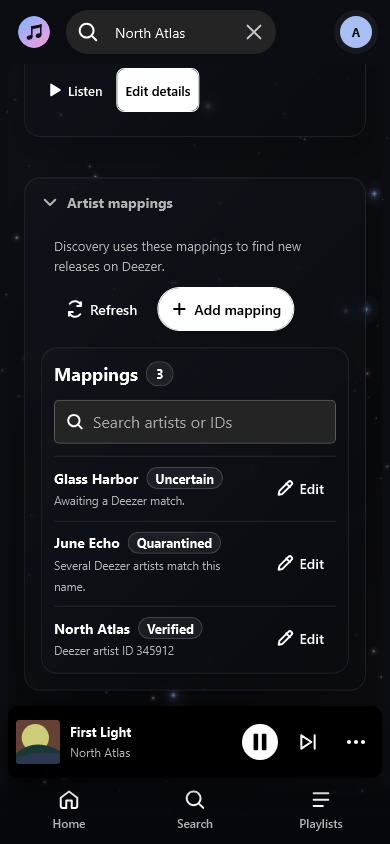 North Atlas
A
Listen
Edit details
Artist mappings
Discovery uses these mappings to find new
releases on Deezer.
Refresh
Add mapping
Mappings 3
Search artists or IDs
Glass Harbor Uncertain
Awaiting a Deezer match.
Edit
June Echo Quarantined
Several Deezer artists match this
name.
Edit
North Atlas Verified
Deezer artist ID 345912
Edit
First Light
North Atlas
Home
Search
Playlists